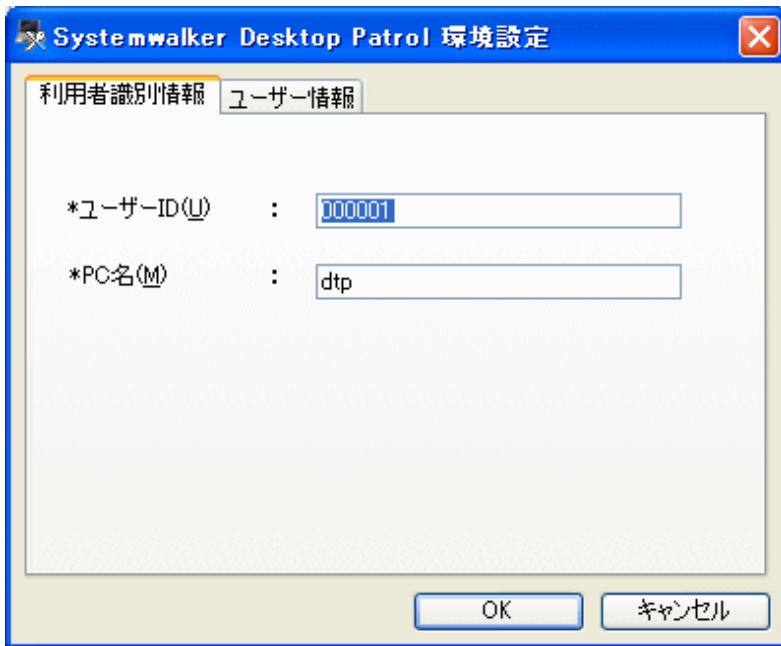 Systemwalker Desktop Patrol 環境設定
利用者識別情報 ユーザー情報
*ユーザーID(U) : 000001
*PC名(M) : dtp
OK キャンセル